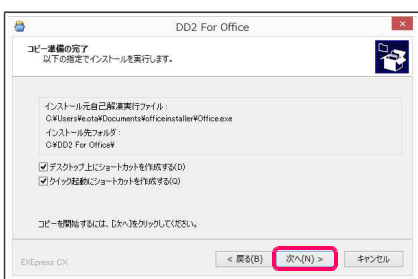 DD2 For Office
コピー準備の完了
以下の指定でインストールを実行します。
インストール元自己解凍実行ファイル：
C:¥Users¥e.ota¥Documents¥officeinstaller¥Office.exe
インストール先フォルダ：
C:¥DD2 For Office¥
デスクトップ上にショートカットを作成する(D)
クイック起動にショートカットを作成する(Q)
コピーを開始するには、[次へ]をクリックしてください。
EXEpress CX
< 戻る(B)
次へ(N) >
キャンセル